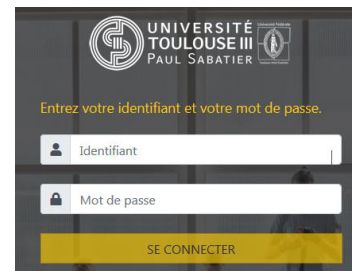 UNIVERSITÉ
TOULOUSE III
PAUL SABATIER
Entrez votre identifiant et votre mot de passe.
Identifiant
Mot de passe
SE CONNECTER